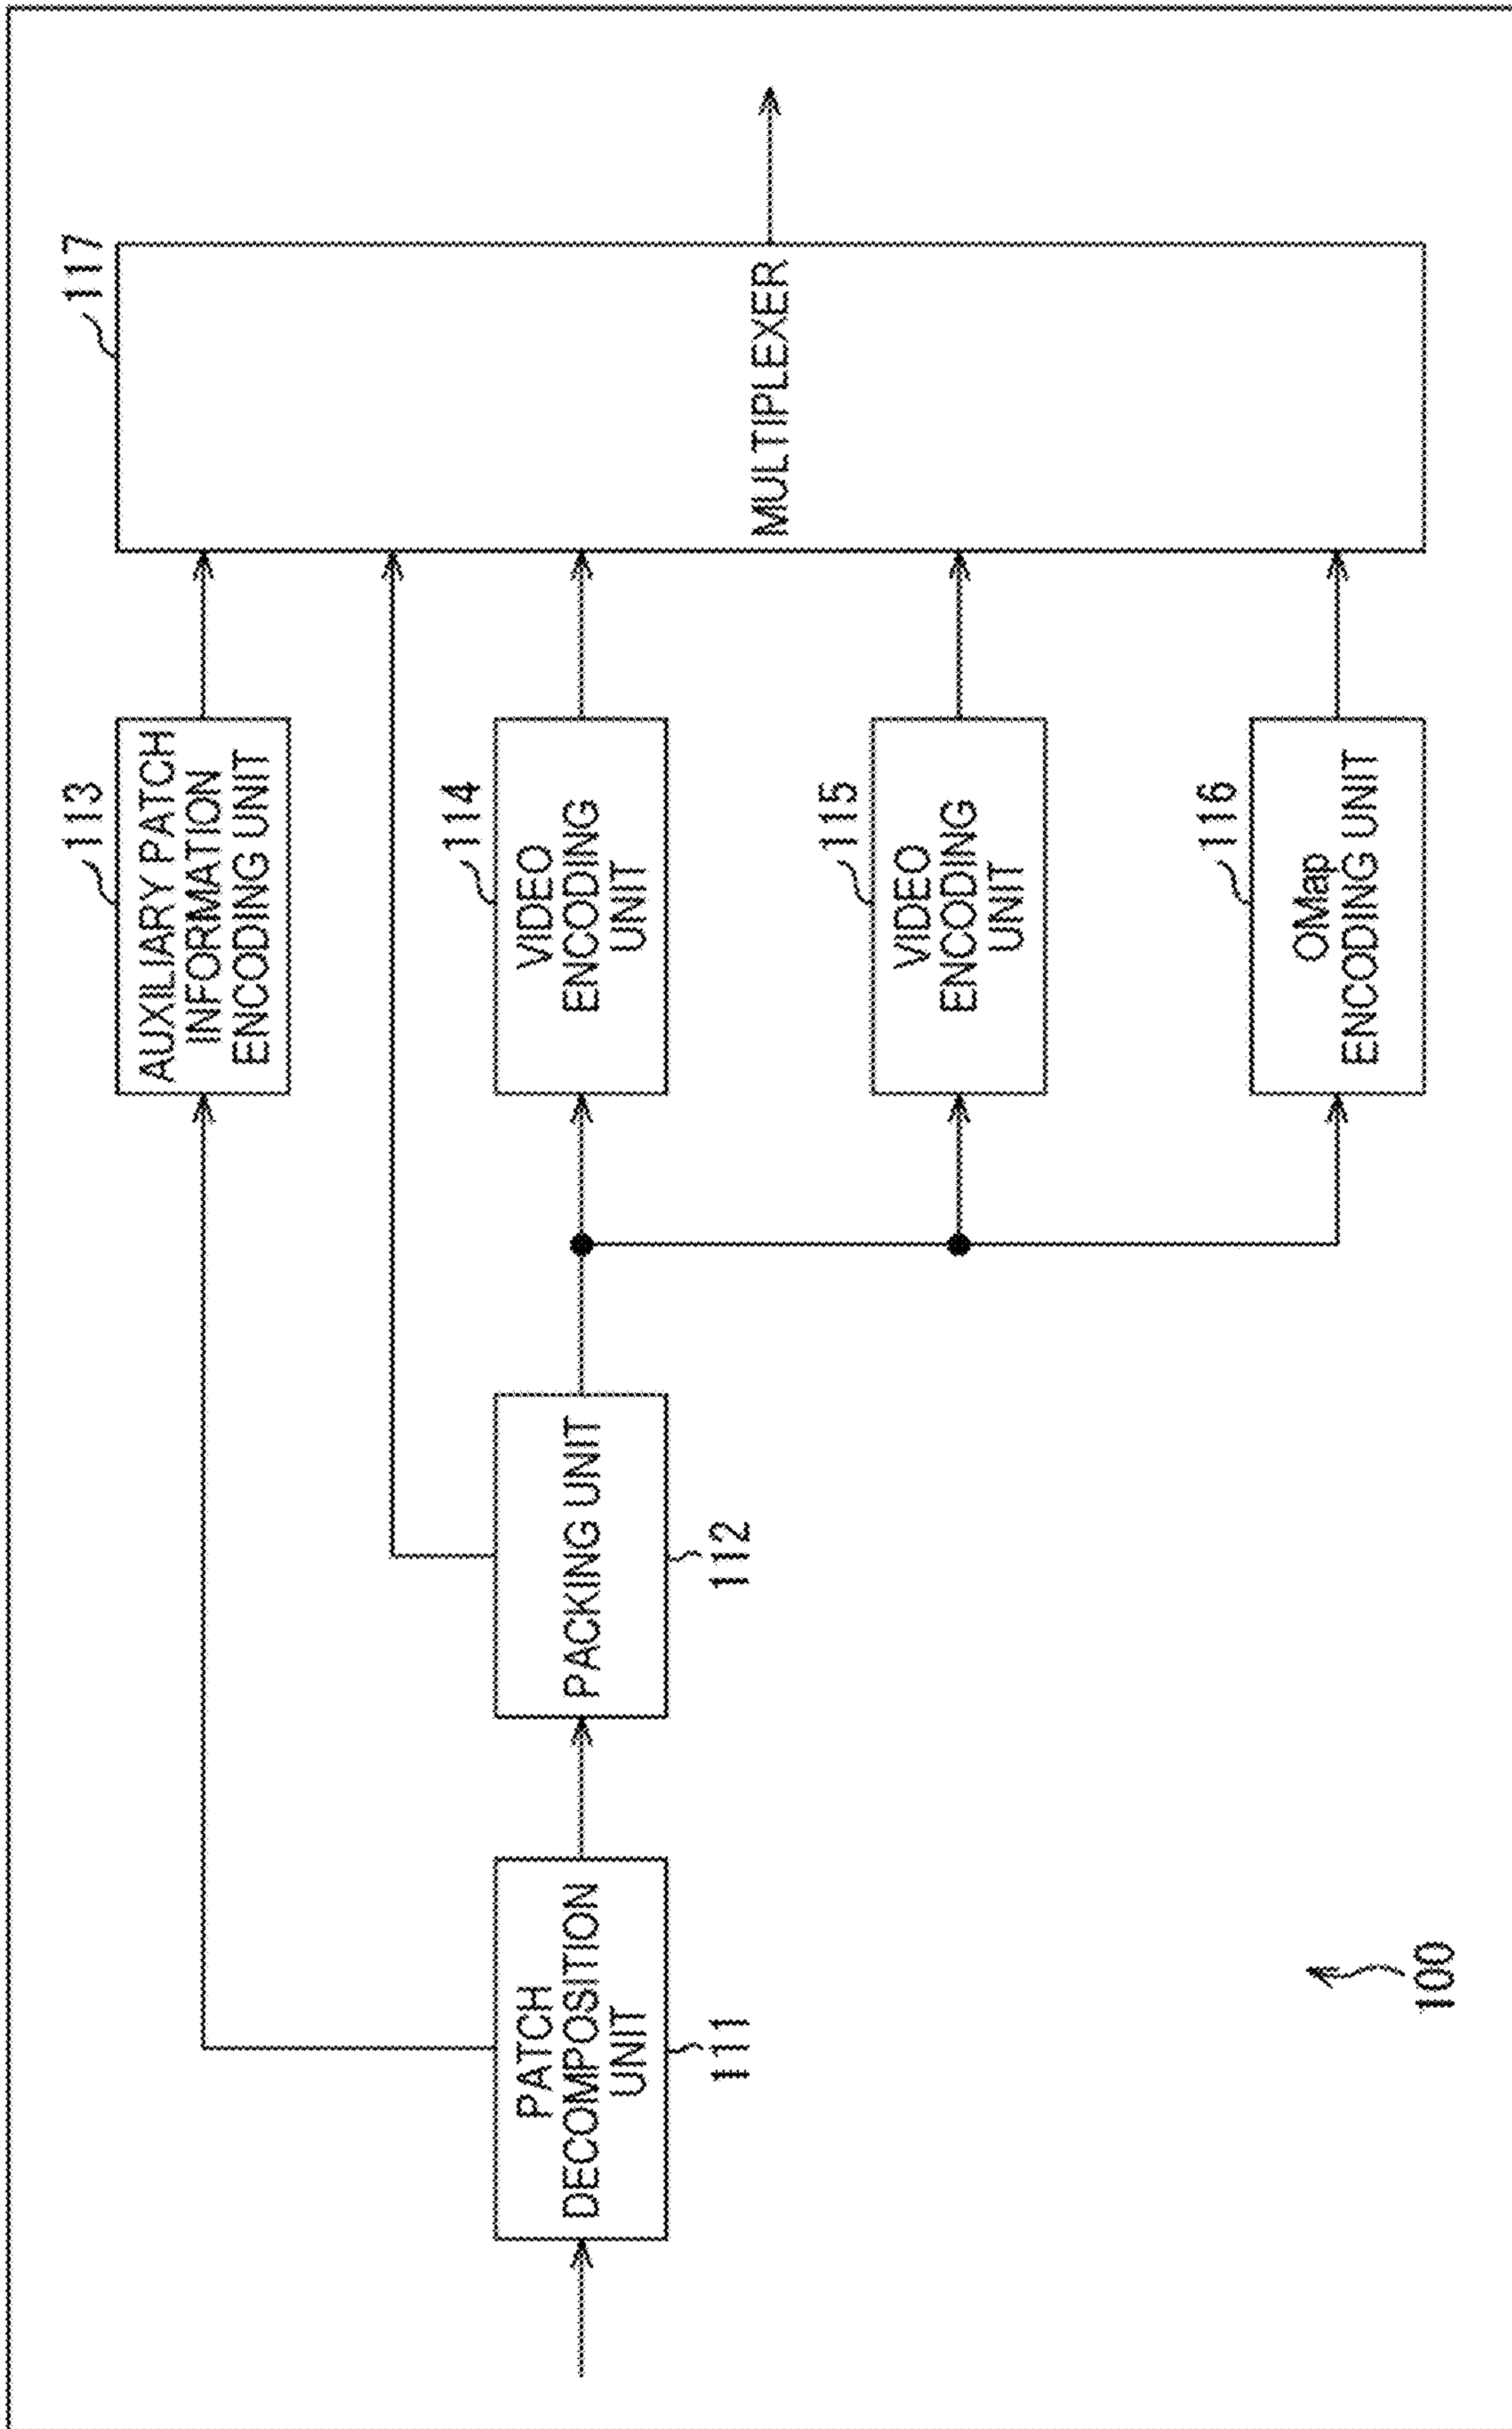 113
AUXILIARY PATCH
INFORMATION
ENCODING UNIT
117
MULTIPLEXER
114
VIDEO
ENCODING
UNIT
PATCH
DECOMPOSITION
UNIT
111
PACKING UNIT
112
115
VIDEO
ENCODING
UNIT
116
OMap
ENCODING UNIT
100